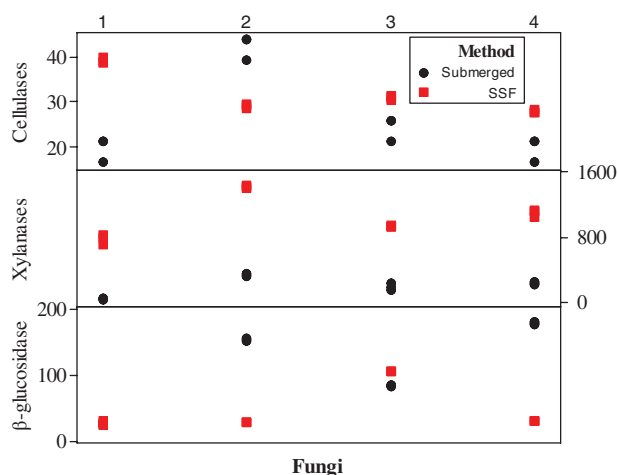 1 2 3 4
Cellulases
40
30
20
Method
Submerged
SSF
Xylanases
1600
800
0
β-glucosidase
200
100
0
Fungi